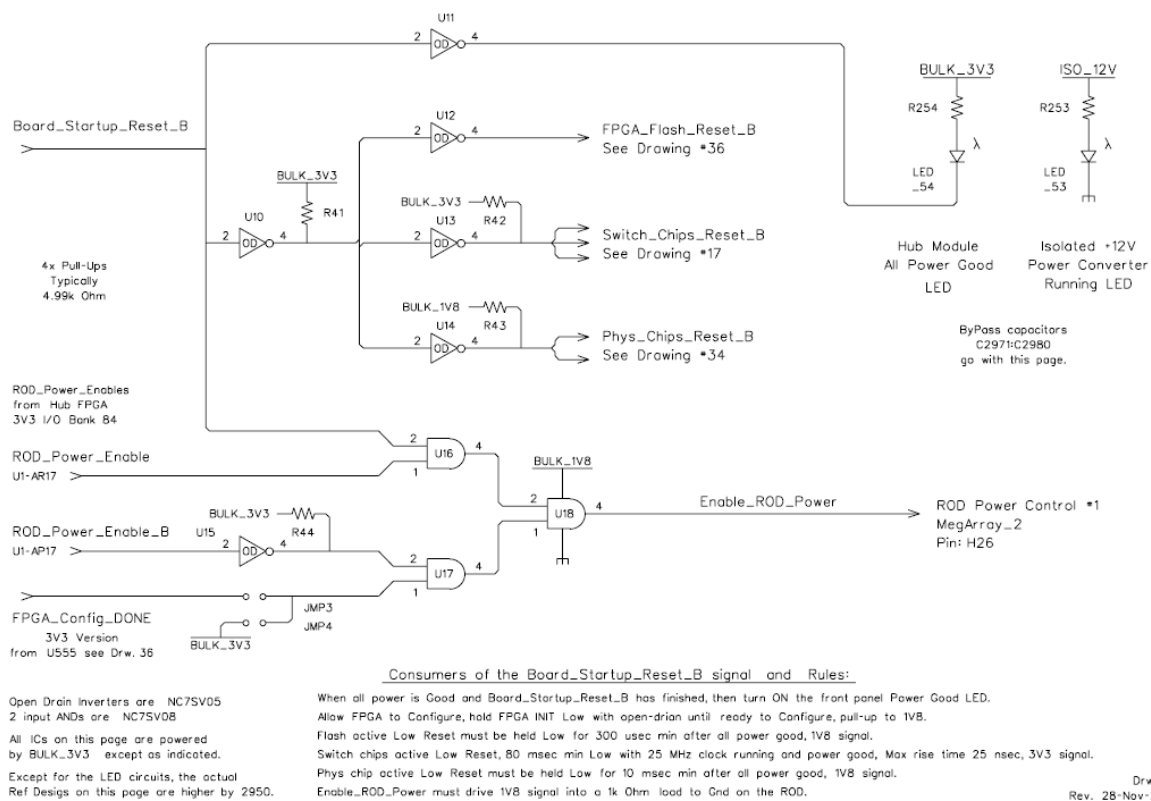 U11
2 OD 4
BULK_3V3
ISO_12V
R254
R253
λ
λ
LED
_54
LED
_53
Hub Module
All Power Good
LED
Isolated +12V
Power Converter
Running LED
ByPass capacitors
C2971:C2980
go with this page.
Board_Startup_Reset_B
U12
2 OD 4
FPGA_Flash_Reset_B
See Drawing *36
BULK_3V3
R41
U10
2 OD 4
BULK_3V3
R42
U13
2 OD 4
Switch_Chips_Reset_B
See Drawing *17
4x Pull-Ups
Typically
4.99k Ohm
BULK_1V8
R43
U14
2 OD 4
Phys_Chips_Reset_B
See Drawing *34
ROD_Power_Enables
from Hub FPGA
3V3 I/O Bank 84
ROD_Power_Enable
U1-AR17
2
1
U16
4
BULK_1V8
2
1
U18
4
Enable_ROD_Power
ROD Power Control *1
MegArray_2
Pin: H26
BULK_3V3
R44
ROD_Power_Enable_B
U1-AP17
U15
2 OD 4
2
1
U17
4
FPGA_Config_DONE
3V3 Version
from U555 see Drw. 36
JMP3
JMP4
BULK_3V3
Consumers of the Board_Startup_Reset_B signal and Rules:
When all power is Good and Board_Startup_Reset_B has finished, then turn ON the front panel Power Good LED.
Allow FPGA to Configure, hold FPGA INIT Low with open-drian until ready to Configure, pull-up to 1V8.
Flash active Low Reset must be held Low for 300 usec min after all power good, 1V8 signal.
Switch chips active Low Reset, 80 msec min Low with 25 MHz clock running and power good, Max rise time 25 nsec, 3V3 signal.
Phys chip active Low Reset must be held Low for 10 msec min after all power good, 1V8 signal.
Enable_ROD_Power must drive 1V8 signal into a 1k Ohm load to Gnd on the ROD.
Open Drain Inverters are NC7SV05
2 input ANDs are NC7SV08
All ICs on this page are powered
by BULK_3V3 except as indicated.
Except for the LED circuits, the actual
Ref Desigs on this page are higher by 2950.
Drw
Rev. 28-Nov-